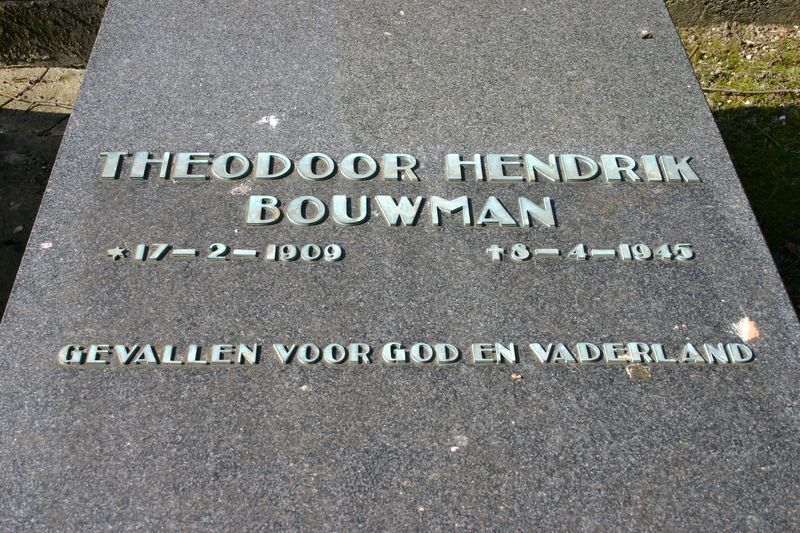 THEODOOR HENDRIK
BOUWMAN
★ 17-2-1909 ✝ 8-4-1945
GEVALLEN VOOR GOD EN VADERLAND